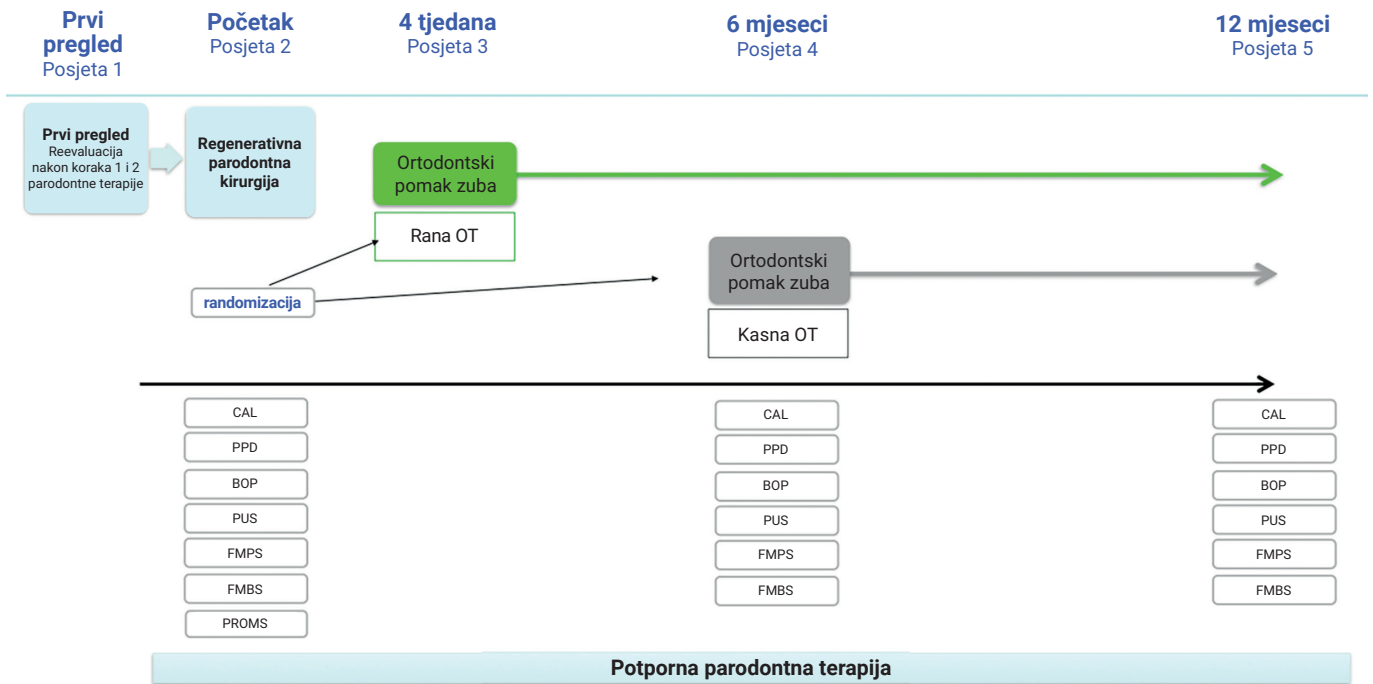 Prvi
pregled
Posjeta 1
Početak
Posjeta 2
4 tjedana
Posjeta 3
6 mjeseci
Posjeta 4
12 mjeseci
Posjeta 5
Prvi pregled
Reevaluacija
nakon koraka 1 i 2
parodontne terapije
Regenerativna
parodontna
kirurgija
Ortodontski
pomak zuba
Rana OT
randomizacija
Ortodontski
pomak zuba
Kasna OT
CAL
PPD
BOP
PUS
FMPS
FMBS
PROMS
CAL
PPD
BOP
PUS
FMPS
FMBS
CAL
PPD
BOP
PUS
FMPS
FMBS
Potporna parodontna terapija